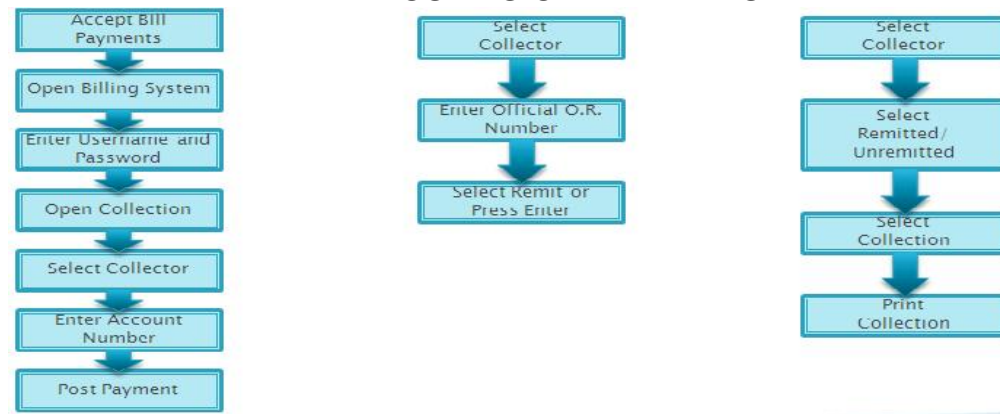 Accept Bill
Payments
Open Billing System
Enter Username and
Password
Open Collection
Select Collector
Enter Account
Number
Post Payment
Select
Collector
Enter Official O.R.
Number
Select Remit or
Press Enter
Select
Collector
Select
Remitted/
Unremitted
Select
Collection
Print
Collection